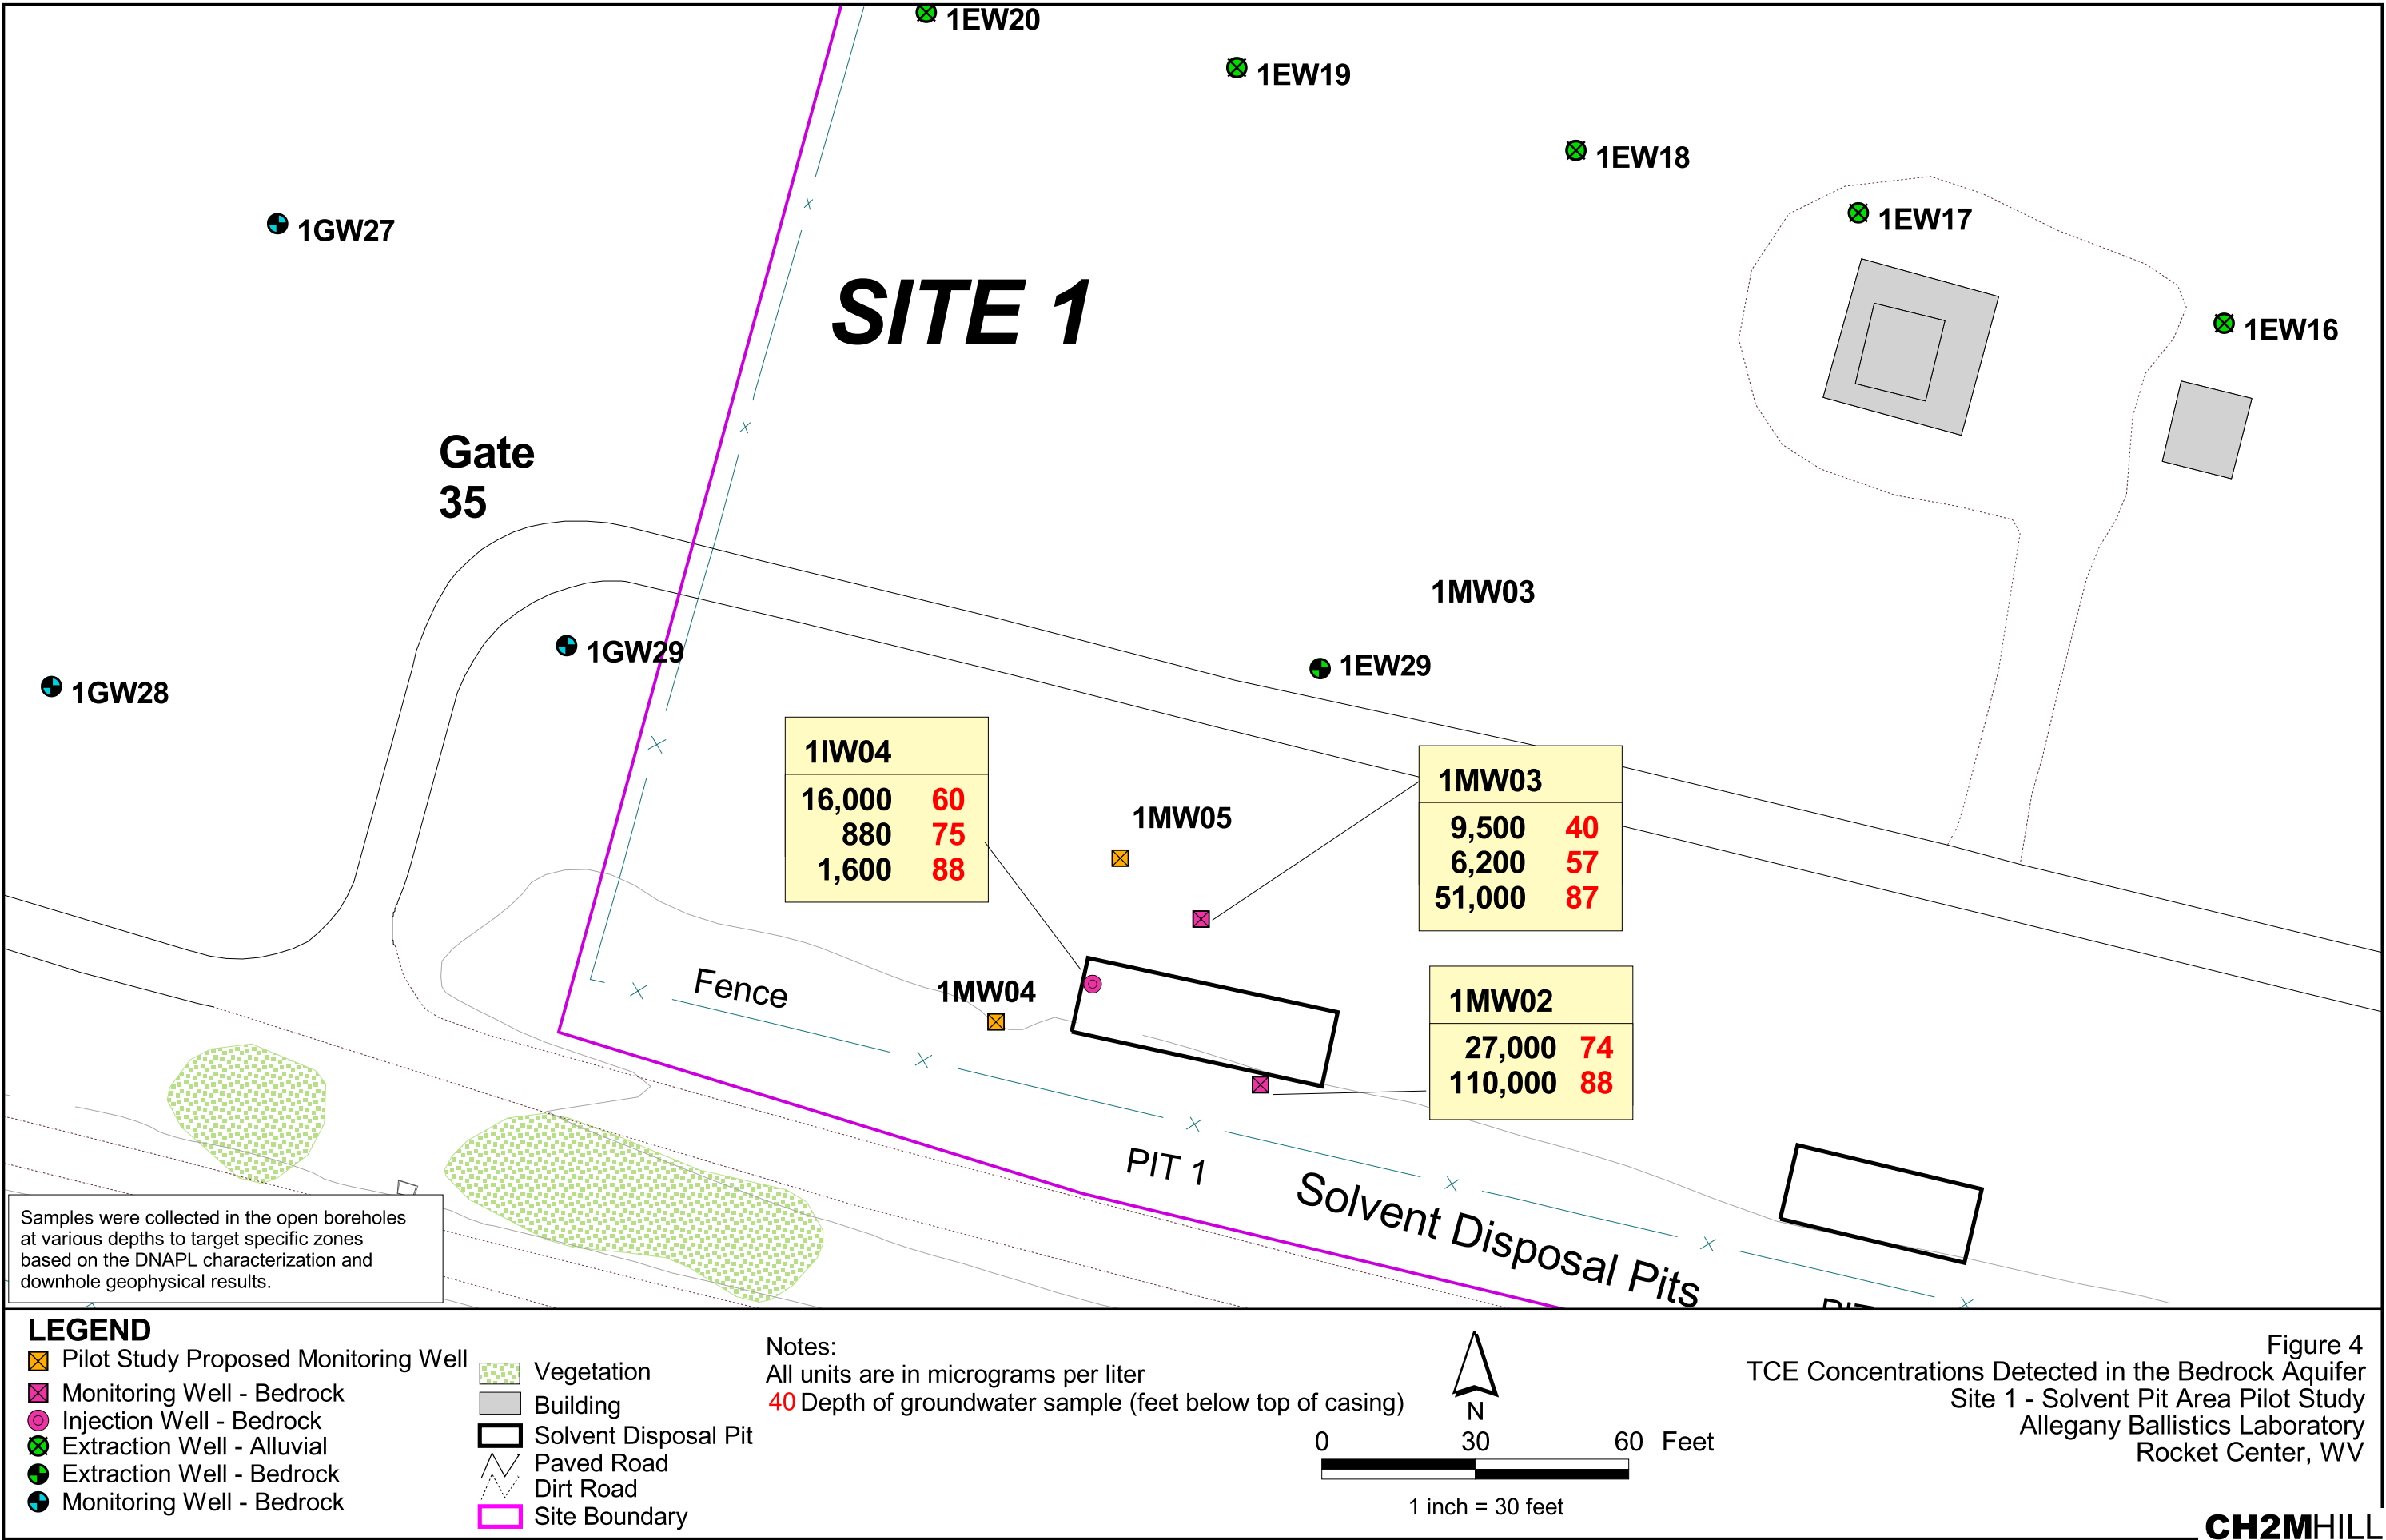 1EW20
1EW19
1EW18
1EW17
1GW27
1EW16
SITE 1
Gate
35
1MW03
1GW29
1EW29
1GW28
1IW04
16,000 60
880 75
1,600 88
1MW03
9,500 40
6,200 57
51,000 87
1MW05
Fence
1MW04
1MW02
27,000 74
110,000 88
PIT 1
Solvent Disposal Pits
Samples were collected in the open boreholes
at various depths to target specific zones
based on the DNAPL characterization and
downhole geophysical results.
LEGEND
Pilot Study Proposed Monitoring Well
Monitoring Well - Bedrock
Injection Well - Bedrock
Extraction Well - Alluvial
Extraction Well - Bedrock
Monitoring Well - Bedrock
Vegetation
Building
Solvent Disposal Pit
Paved Road
Dirt Road
Site Boundary
Notes:
All units are in micrograms per liter
40 Depth of groundwater sample (feet below top of casing)
N
0 30 60 Feet
1 inch = 30 feet
Figure 4
TCE Concentrations Detected in the Bedrock Aquifer
Site 1 - Solvent Pit Area Pilot Study
Allegany Ballistics Laboratory
Rocket Center, WV
CH2MHILL